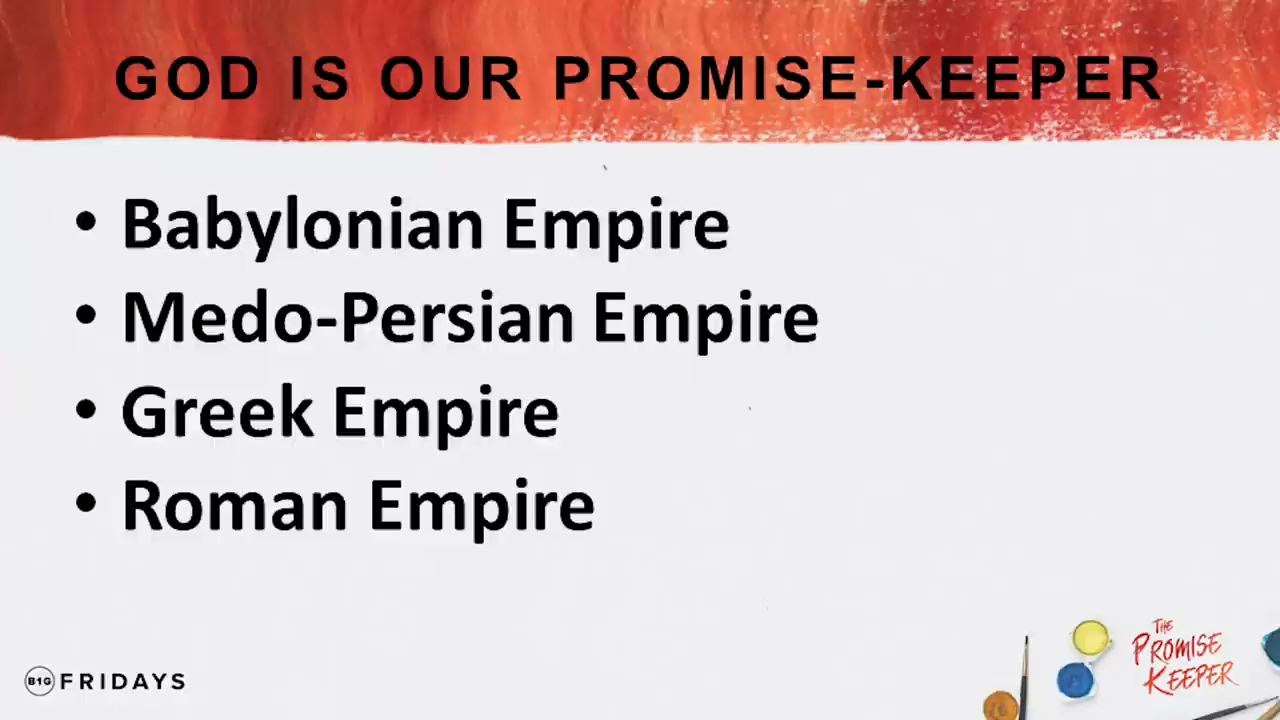 GOD IS OUR PROMISE-KEEPER
• Babylonian Empire
• Medo-Persian Empire
• Greek Empire
• Roman Empire
B1G FRIDAYS
THE
PROMISE
KEEPER